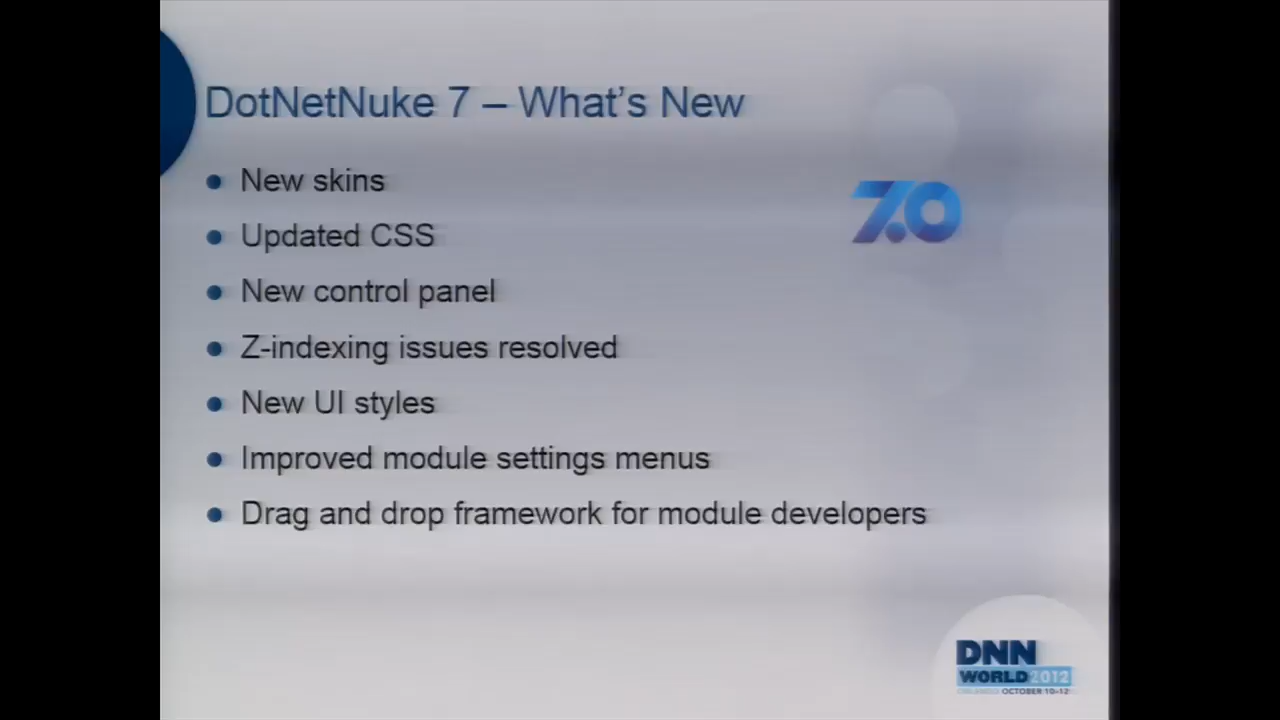 DotNetNuke 7 – What's New
New skins
Updated CSS
New control panel
Z-indexing issues resolved
New UI styles
Improved module settings menus
Drag and drop framework for module developers
7.0
DNN
WORLD 2012
ORLANDO OCTOBER 10-12